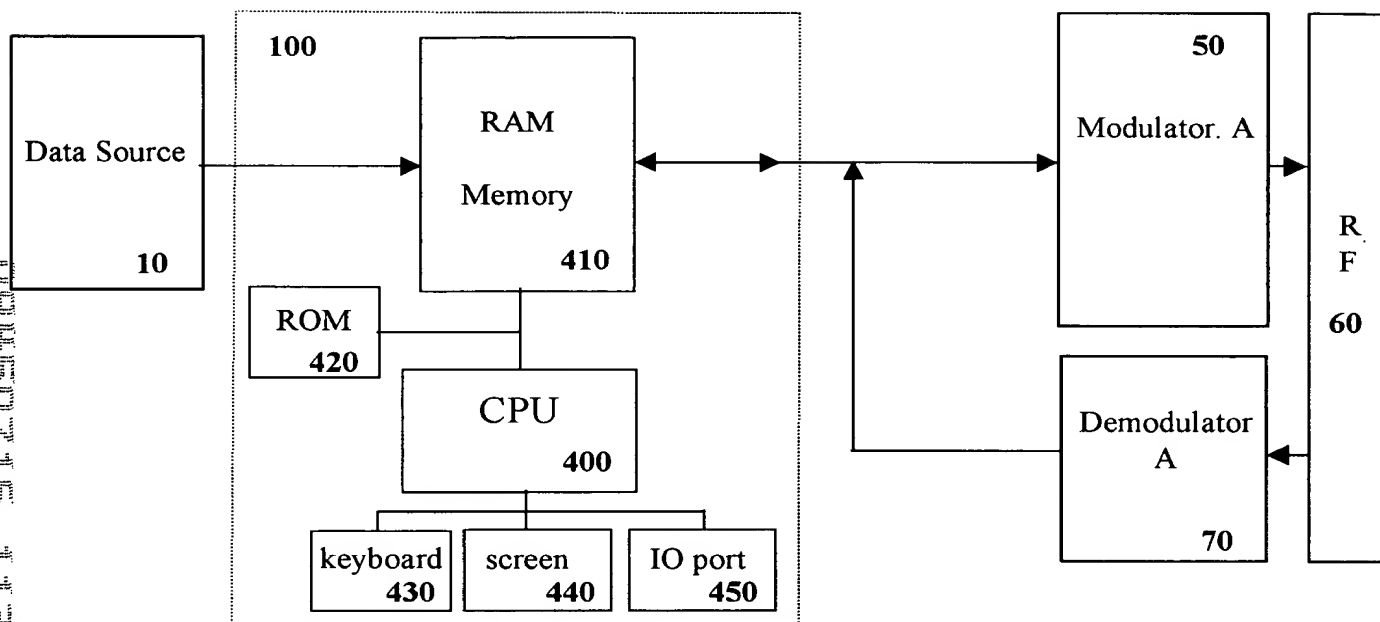 100
Data Source
10
RAM
Memory
410
ROM
420
CPU
400
keyboard
430
screen
440
IO port
450
50
Modulator. A
R
F
60
Demodulator
A
70